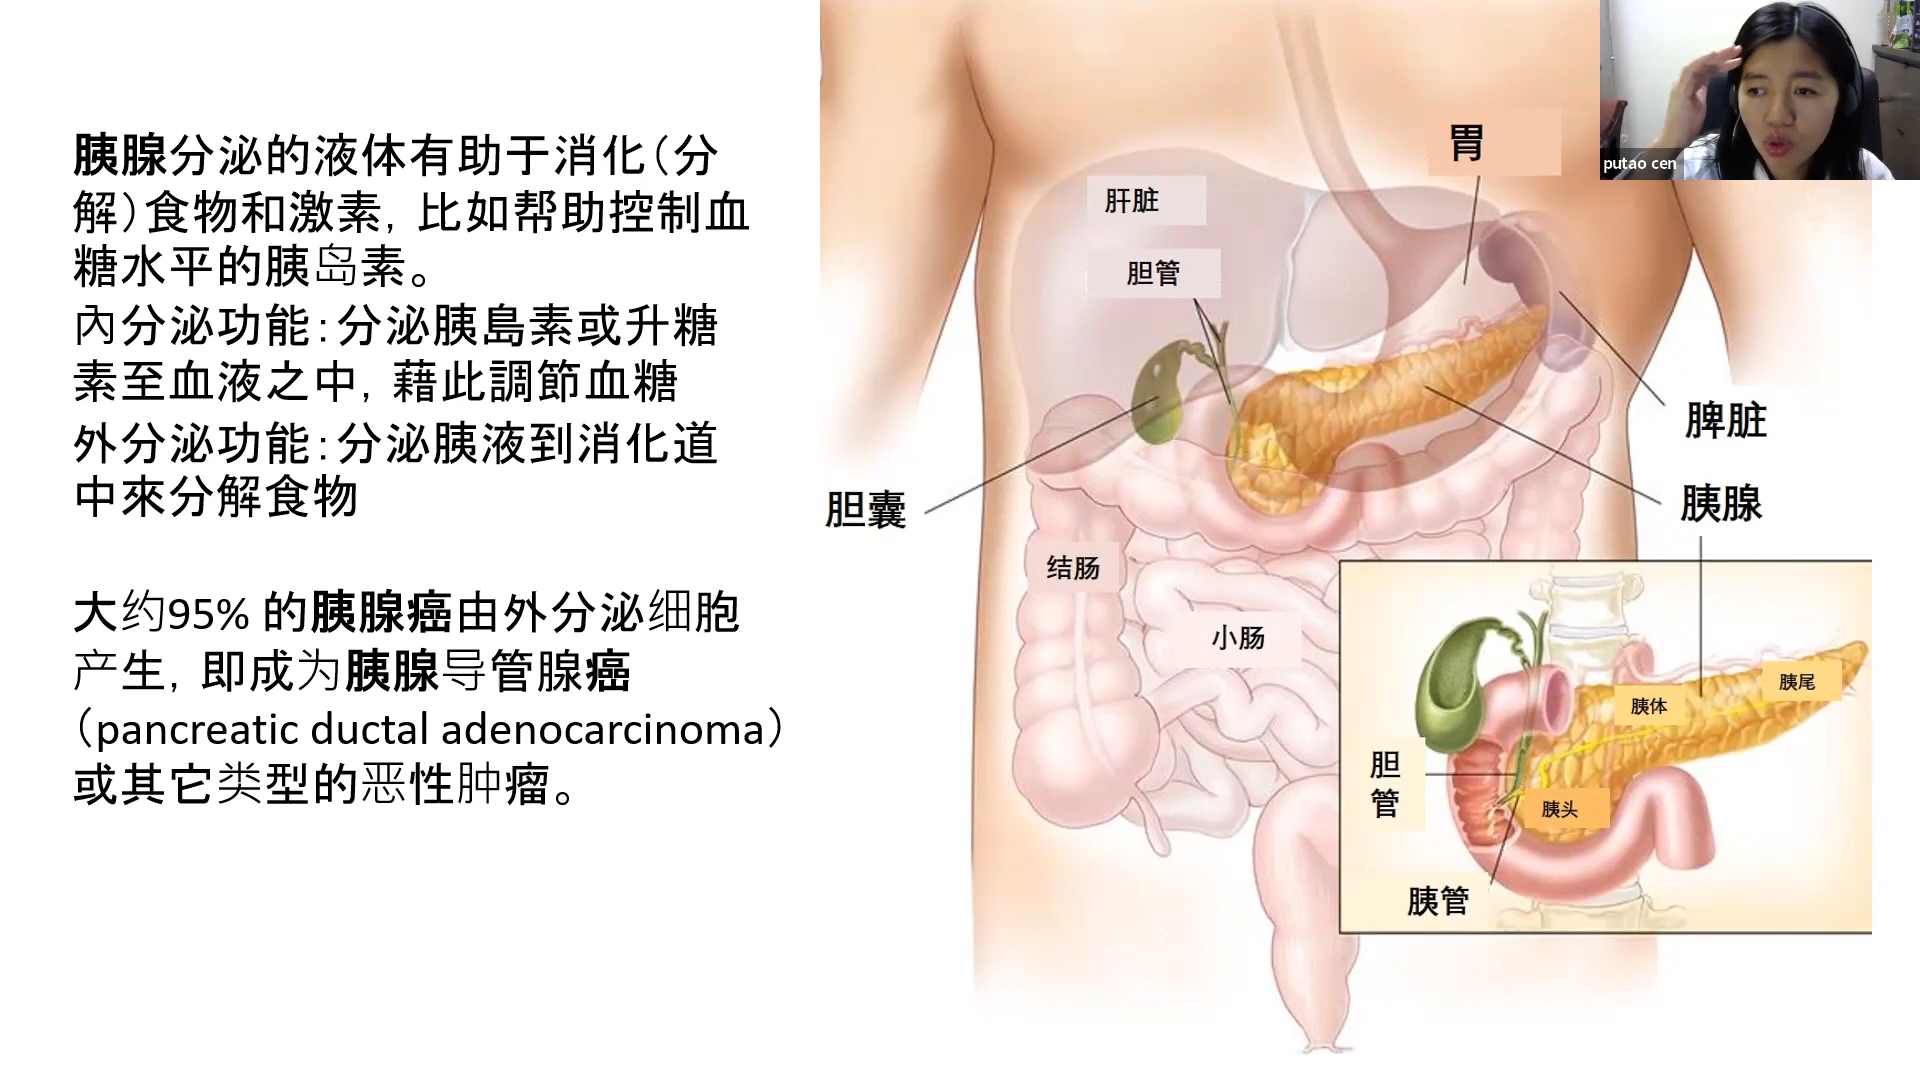 胰腺分泌的液体有助于消化（分
解）食物和激素，比如帮助控制血
糖水平的胰岛素。
內分泌功能：分泌胰島素或升糖
素至血液之中，藉此調節血糖
外分泌功能：分泌胰液到消化道
中來分解食物
大约95% 的胰腺癌由外分泌细胞
产生，即成为胰腺导管腺癌
（pancreatic ductal adenocarcinoma）
或其它类型的恶性肿瘤。
胃
肝脏
胆管
脾脏
胰腺
胆囊
结肠
小肠
胰尾
胰体
胆
管
胰头
胰管
putao cen